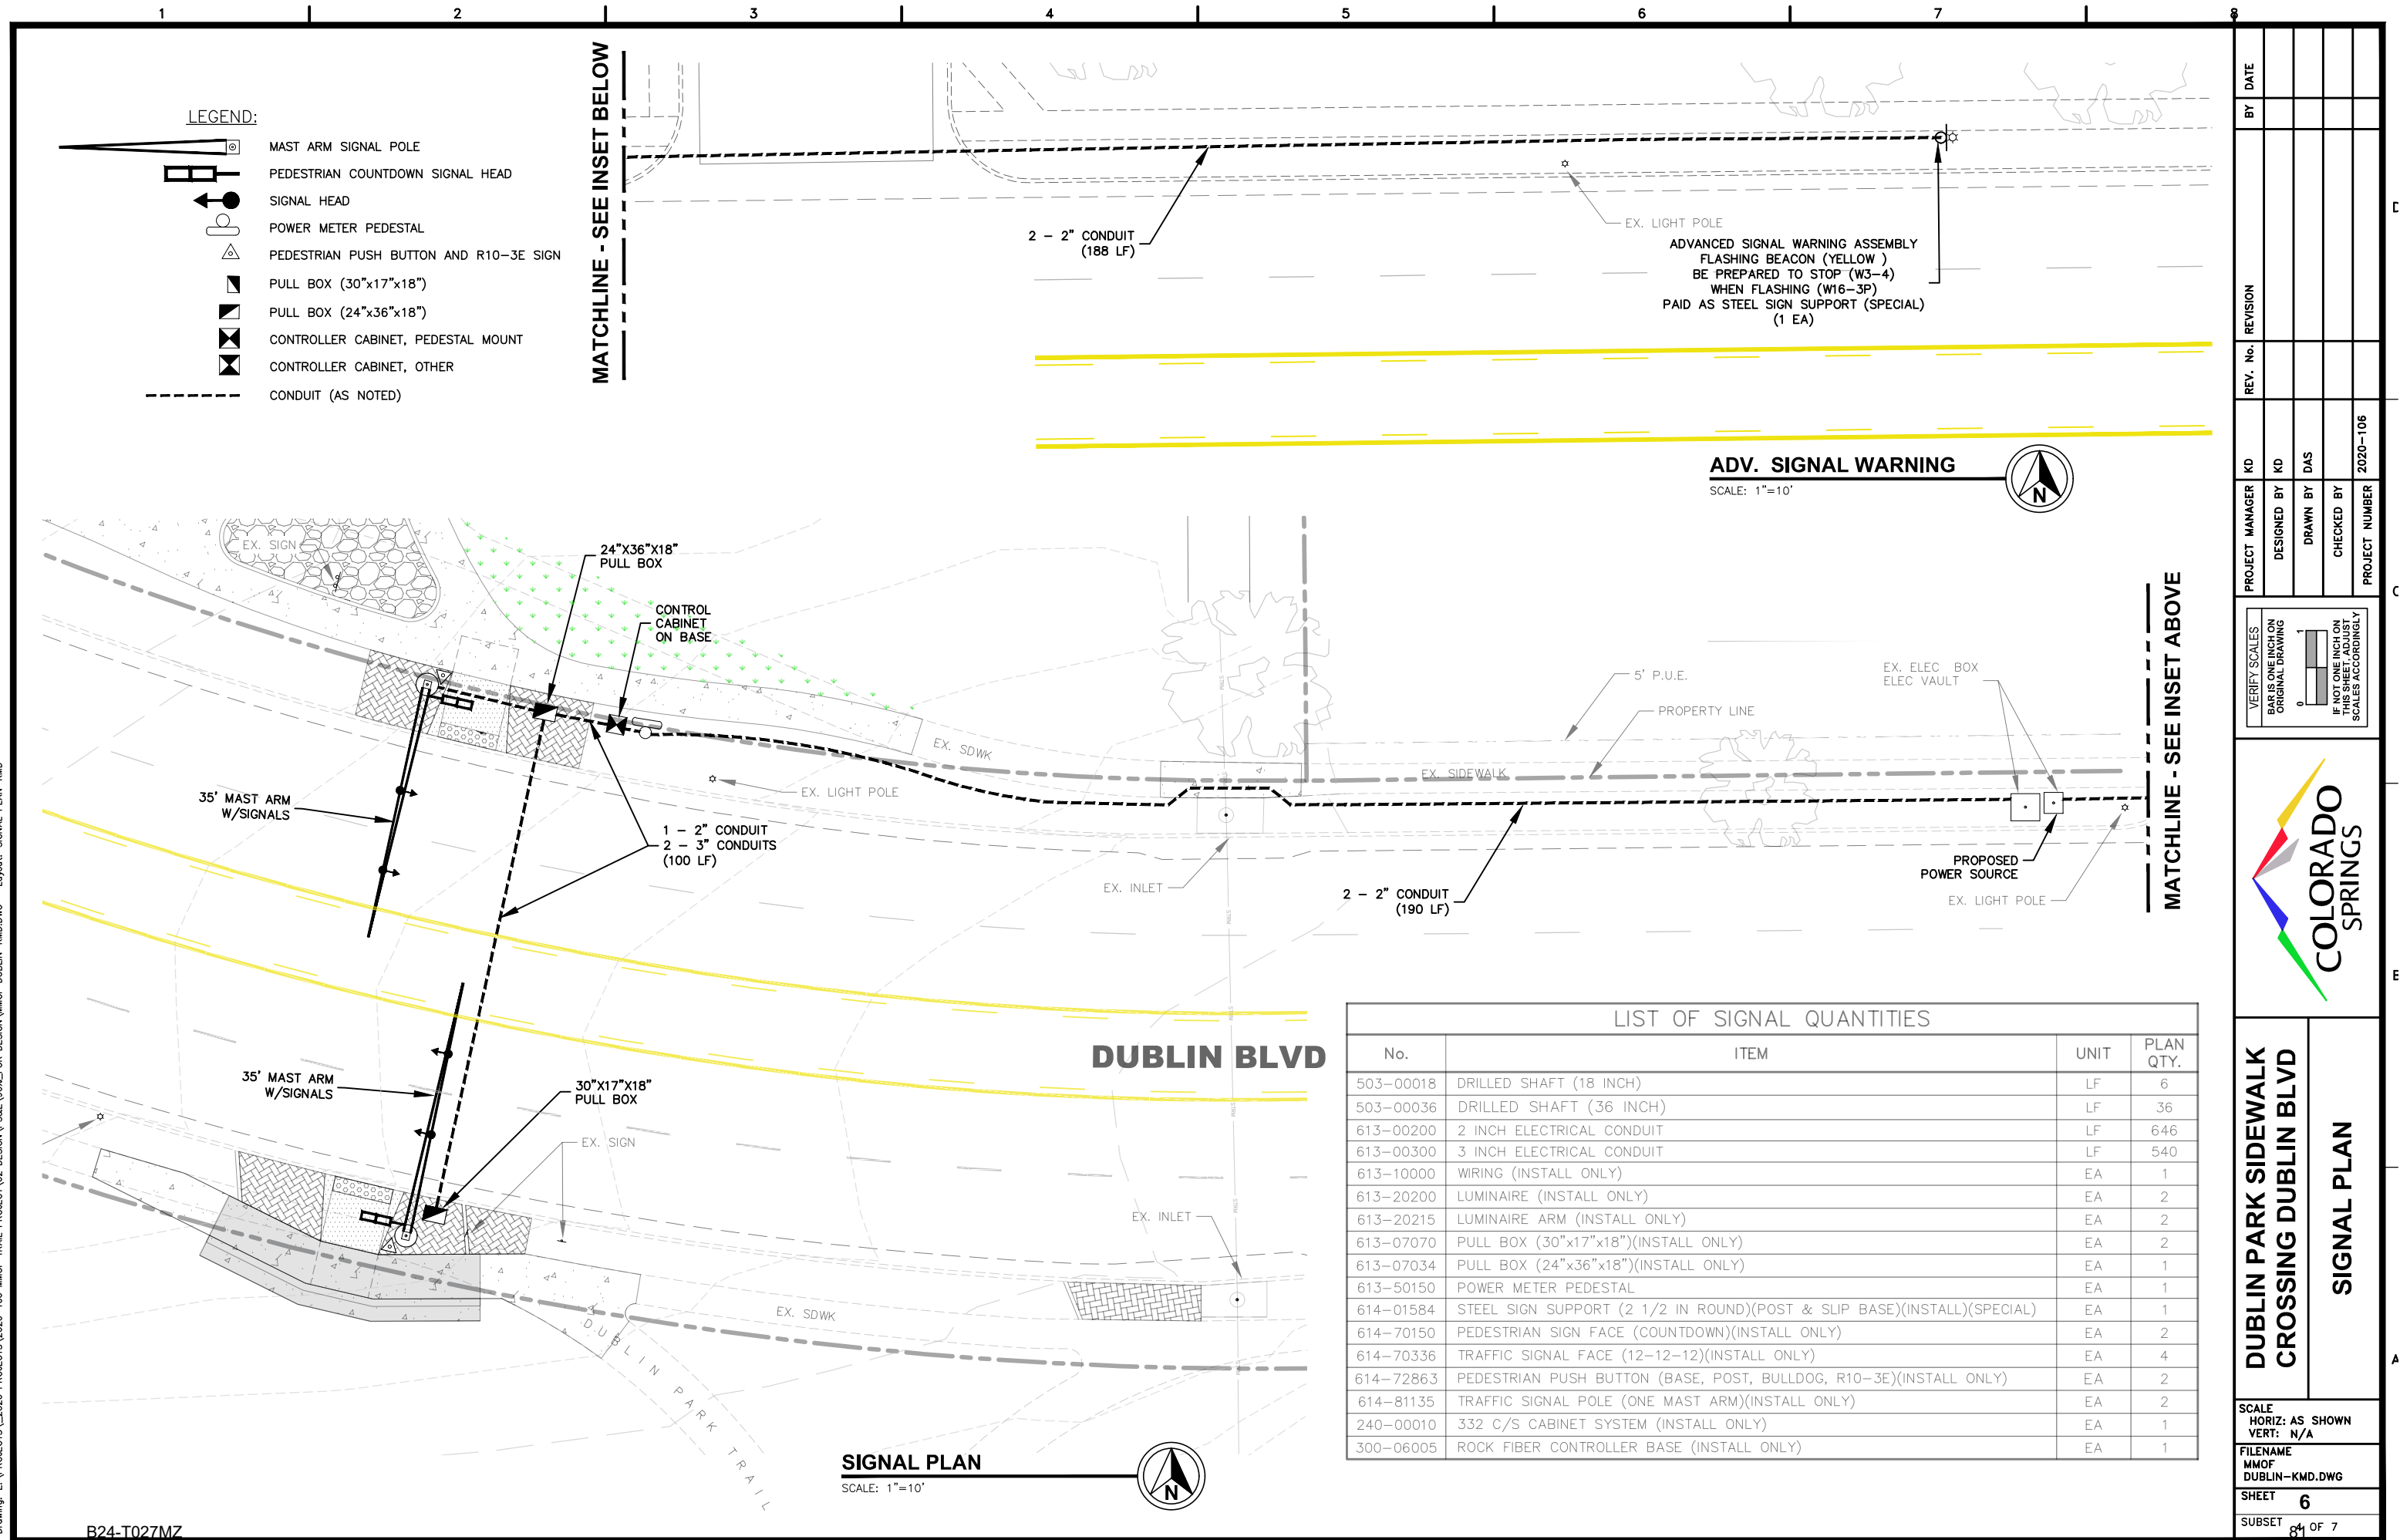 1 2 3 4 5 6 7 8
LEGEND:
MAST ARM SIGNAL POLE
PEDESTRIAN COUNTDOWN SIGNAL HEAD
SIGNAL HEAD
POWER METER PEDESTAL
PEDESTRIAN PUSH BUTTON AND R10-3E SIGN
PULL BOX (30"x17"x18")
PULL BOX (24"x36"x18")
CONTROLLER CABINET, PEDESTAL MOUNT
CONTROLLER CABINET, OTHER
CONDUIT (AS NOTED)
MATCHLINE - SEE INSET BELOW
2 - 2" CONDUIT
(188 LF)
EX. LIGHT POLE
ADVANCED SIGNAL WARNING ASSEMBLY
FLASHING BEACON (YELLOW )
BE PREPARED TO STOP (W3-4)
WHEN FLASHING (W16-3P)
PAID AS STEEL SIGN SUPPORT (SPECIAL)
(1 EA)
ADV. SIGNAL WARNING
SCALE: 1"=10'
N
EX. SIGN
24"X36"X18"
PULL BOX
CONTROL
CABINET
ON BASE
35' MAST ARM
W/SIGNALS
EX. LIGHT POLE
1 - 2" CONDUIT
2 - 3" CONDUITS
(100 LF)
EX. SDWK
5' P.U.E.
PROPERTY LINE
EX. SIDEWALK
EX. ELEC BOX
ELEC VAULT
EX. INLET
2 - 2" CONDUIT
(190 LF)
PROPOSED
POWER SOURCE
EX. LIGHT POLE
MATCHLINE - SEE INSET ABOVE
DUBLIN BLVD
35' MAST ARM
W/SIGNALS
30"X17"X18"
PULL BOX
EX. SIGN
EX. INLET
EX. SDWK
DUBLIN PARK TRAIL
SIGNAL PLAN
SCALE: 1"=10'
N
LIST OF SIGNAL QUANTITIES
No. ITEM UNIT PLAN QTY.
503-00018 DRILLED SHAFT (18 INCH) LF 6
503-00036 DRILLED SHAFT (36 INCH) LF 36
613-00200 2 INCH ELECTRICAL CONDUIT LF 646
613-00300 3 INCH ELECTRICAL CONDUIT LF 540
613-10000 WIRING (INSTALL ONLY) EA 1
613-20200 LUMINAIRE (INSTALL ONLY) EA 2
613-20215 LUMINAIRE ARM (INSTALL ONLY) EA 2
613-07070 PULL BOX (30"x17"x18")(INSTALL ONLY) EA 2
613-07034 PULL BOX (24"x36"x18")(INSTALL ONLY) EA 1
613-50150 POWER METER PEDESTAL EA 1
614-01584 STEEL SIGN SUPPORT (2 1/2 IN ROUND)(POST & SLIP BASE)(INSTALL)(SPECIAL) EA 1
614-70150 PEDESTRIAN SIGN FACE (COUNTDOWN)(INSTALL ONLY) EA 2
614-70336 TRAFFIC SIGNAL FACE (12-12-12)(INSTALL ONLY) EA 4
614-72863 PEDESTRIAN PUSH BUTTON (BASE, POST, BULLDOG, R10-3E)(INSTALL ONLY) EA 2
614-81135 TRAFFIC SIGNAL POLE (ONE MAST ARM)(INSTALL ONLY) EA 2
240-00010 332 C/S CABINET SYSTEM (INSTALL ONLY) EA 1
300-06005 ROCK FIBER CONTROLLER BASE (INSTALL ONLY) EA 1
REV. No. REVISION BY DATE
PROJECT MANAGER KD
DESIGNED BY KD
DRAWN BY DAS
CHECKED BY
PROJECT NUMBER 2020-106
VERIFY SCALES
BAR IS ONE INCH ON
ORIGINAL DRAWING
0 1
IF NOT ONE INCH ON
THIS SHEET, ADJUST
SCALES ACCORDINGLY
COLORADO
SPRINGS
DUBLIN PARK SIDEWALK
CROSSING DUBLIN BLVD
SIGNAL PLAN
SCALE
HORIZ: AS SHOWN
VERT: N/A
FILENAME
MMOF
DUBLIN-KMD.DWG
SHEET 6
SUBSET 4 OF 7
81
C
B
A
B24-T027MZ